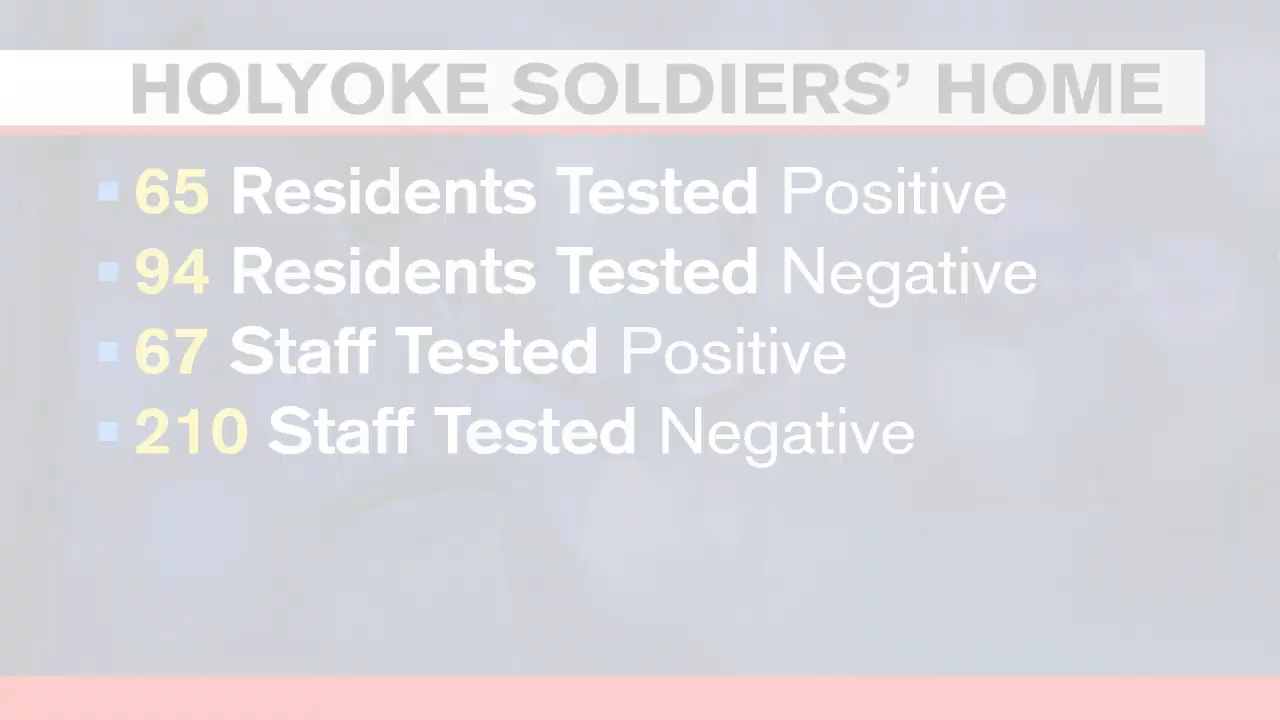 HOLYOKE SOLDIERS’ HOME
▪ 65 Residents Tested Positive
▪ 94 Residents Tested Negative
▪ 67 Staff Tested Positive
▪ 210 Staff Tested Negative